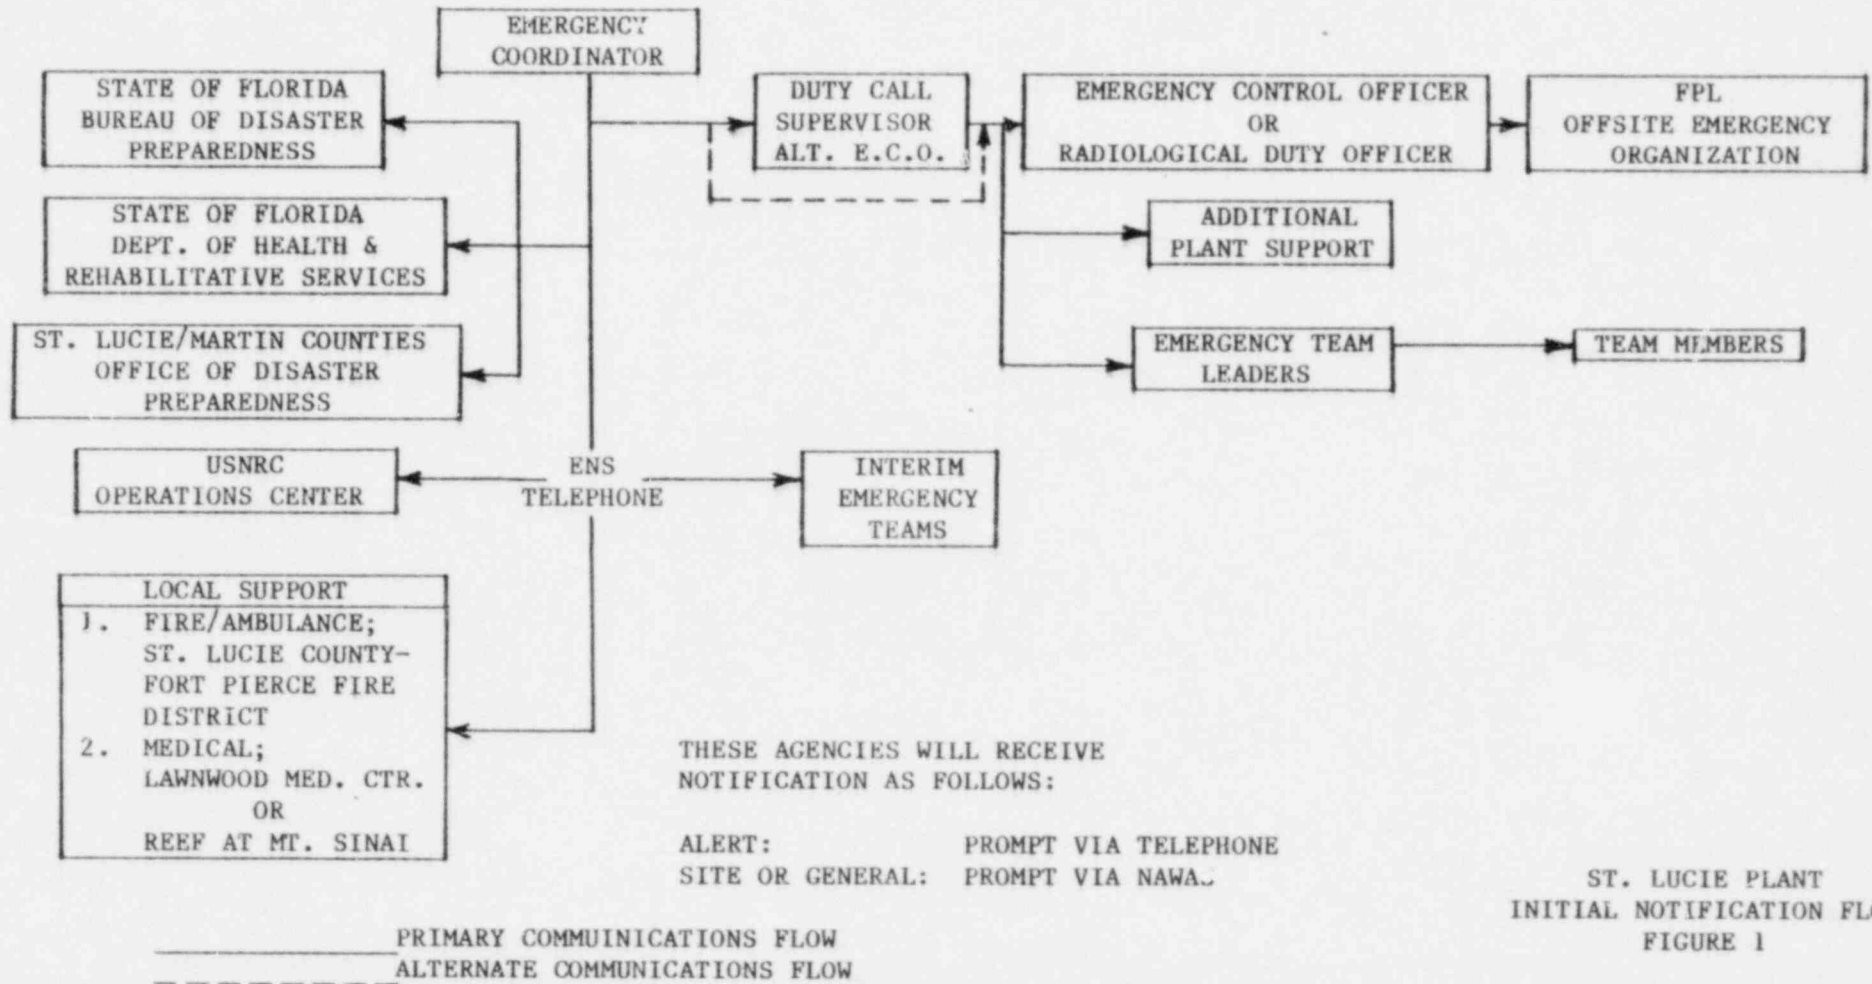 EMERGENCY
COORDINATOR
STATE OF FLORIDA
BUREAU OF DISASTER
PREPAREDNESS
DUTY CALL
SUPERVISOR
ALT. E.C.O.
EMERGENCY CONTROL OFFICER
OR
RADIOLOGICAL DUTY OFFICER
FPL
OFFSITE EMERGENCY
ORGANIZATION
STATE OF FLORIDA
DEPT. OF HEALTH &
REHABILITATIVE SERVICES
ADDITIONAL
PLANT SUPPORT
ST. LUCIE/MARTIN COUNTIES
OFFICE OF DISASTER
PREPAREDNESS
EMERGENCY TEAM
LEADERS
TEAM MEMBERS
USNRC
OPERATIONS CENTER
ENS
TELEPHONE
INTERIM
EMERGENCY
TEAMS
LOCAL SUPPORT
1. FIRE/AMBULANCE;
ST. LUCIE COUNTY-
FORT PIERCE FIRE
DISTRICT
2. MEDICAL;
LAWNWOOD MED. CTR.
OR
REEF AT MT. SINAI
THESE AGENCIES WILL RECEIVE
NOTIFICATION AS FOLLOWS:
ALERT: PROMPT VIA TELEPHONE
SITE OR GENERAL: PROMPT VIA
ST. LUCIE PLANT
INITIAL NOTIFICATION
FIGURE 1
PRIMARY COMMUINICATIONS FLOW
ALTERNATE COMMUNICATIONS FLOW